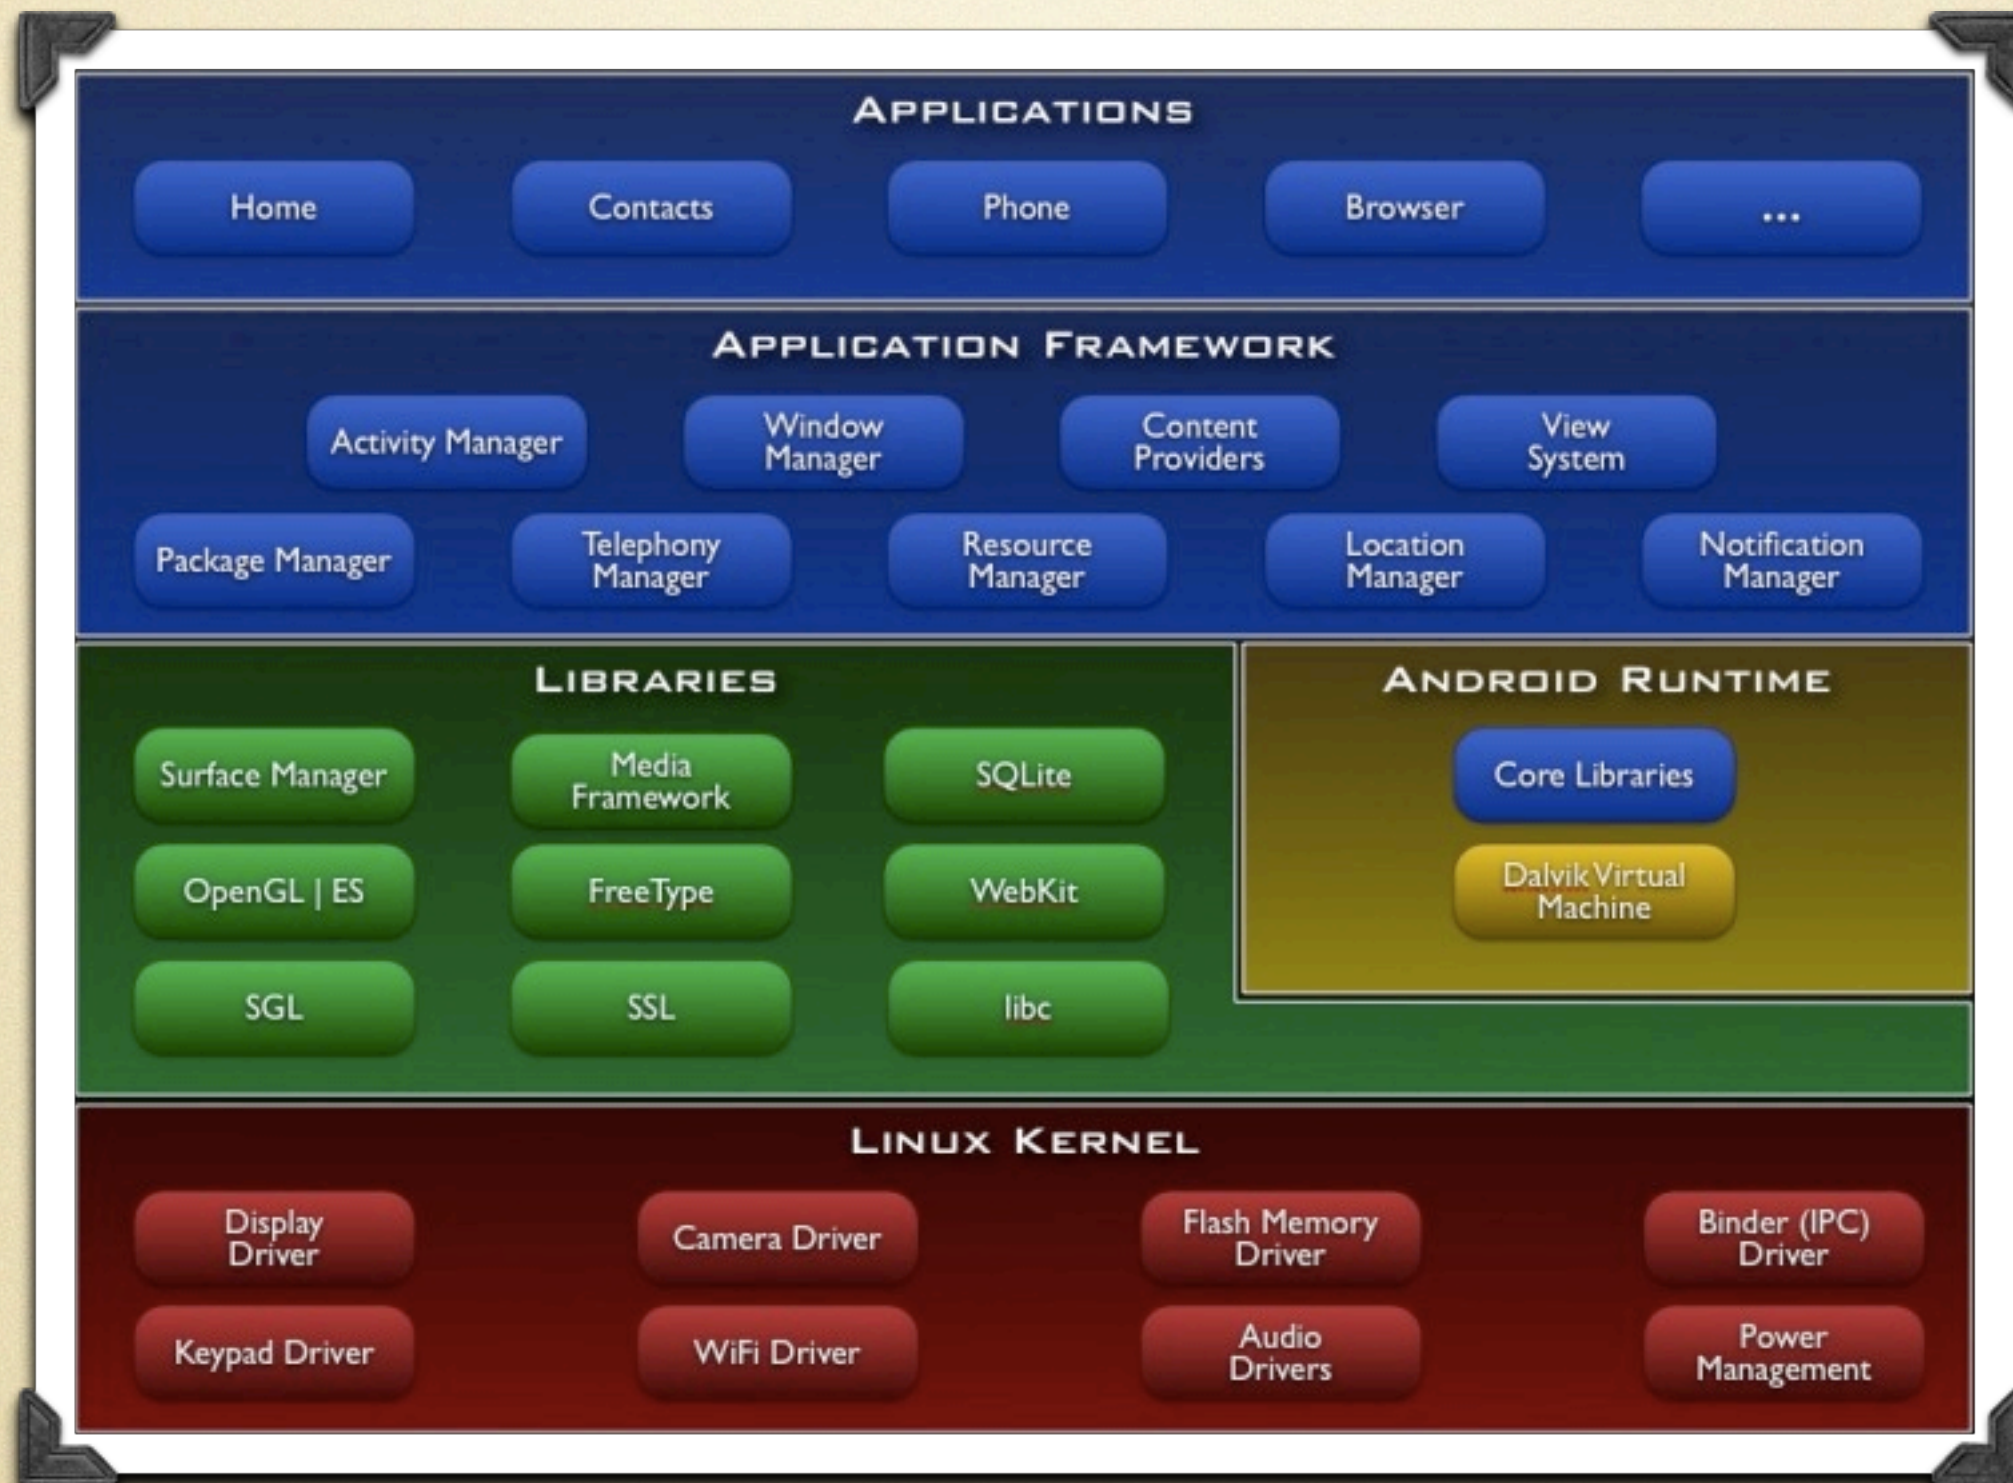 APPLICATIONS
Home
Contacts
Phone
Browser
...
APPLICATION FRAMEWORK
Activity Manager
Window
Manager
Content
Providers
View
System
Package Manager
Telephony
Manager
Resource
Manager
Location
Manager
Notification
Manager
LIBRARIES
Surface Manager
Media
Framework
SQLite
OpenGL | ES
FreeType
WebKit
SGL
SSL
libc
ANDROID RUNTIME
Core Libraries
Dalvik Virtual
Machine
LINUX KERNEL
Display
Driver
Camera Driver
Flash Memory
Driver
Binder (IPC)
Driver
Keypad Driver
WiFi Driver
Audio
Drivers
Power
Management